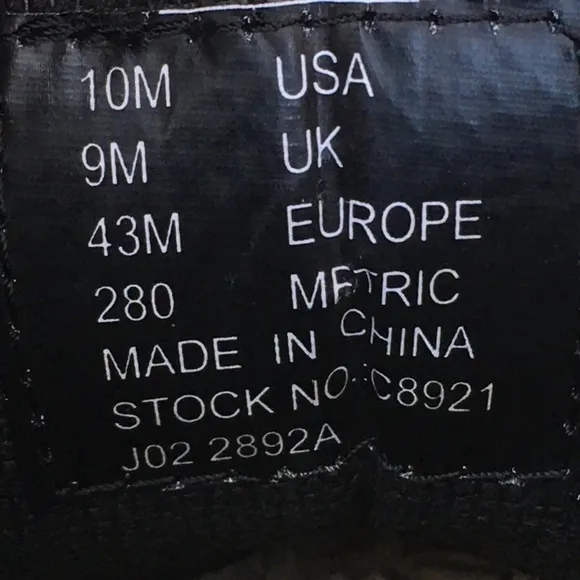 10M USA
9M UK
43M EUROPE
280 METRIC
MADE IN CHINA
STOCK NO.:C8921
J02 2892A